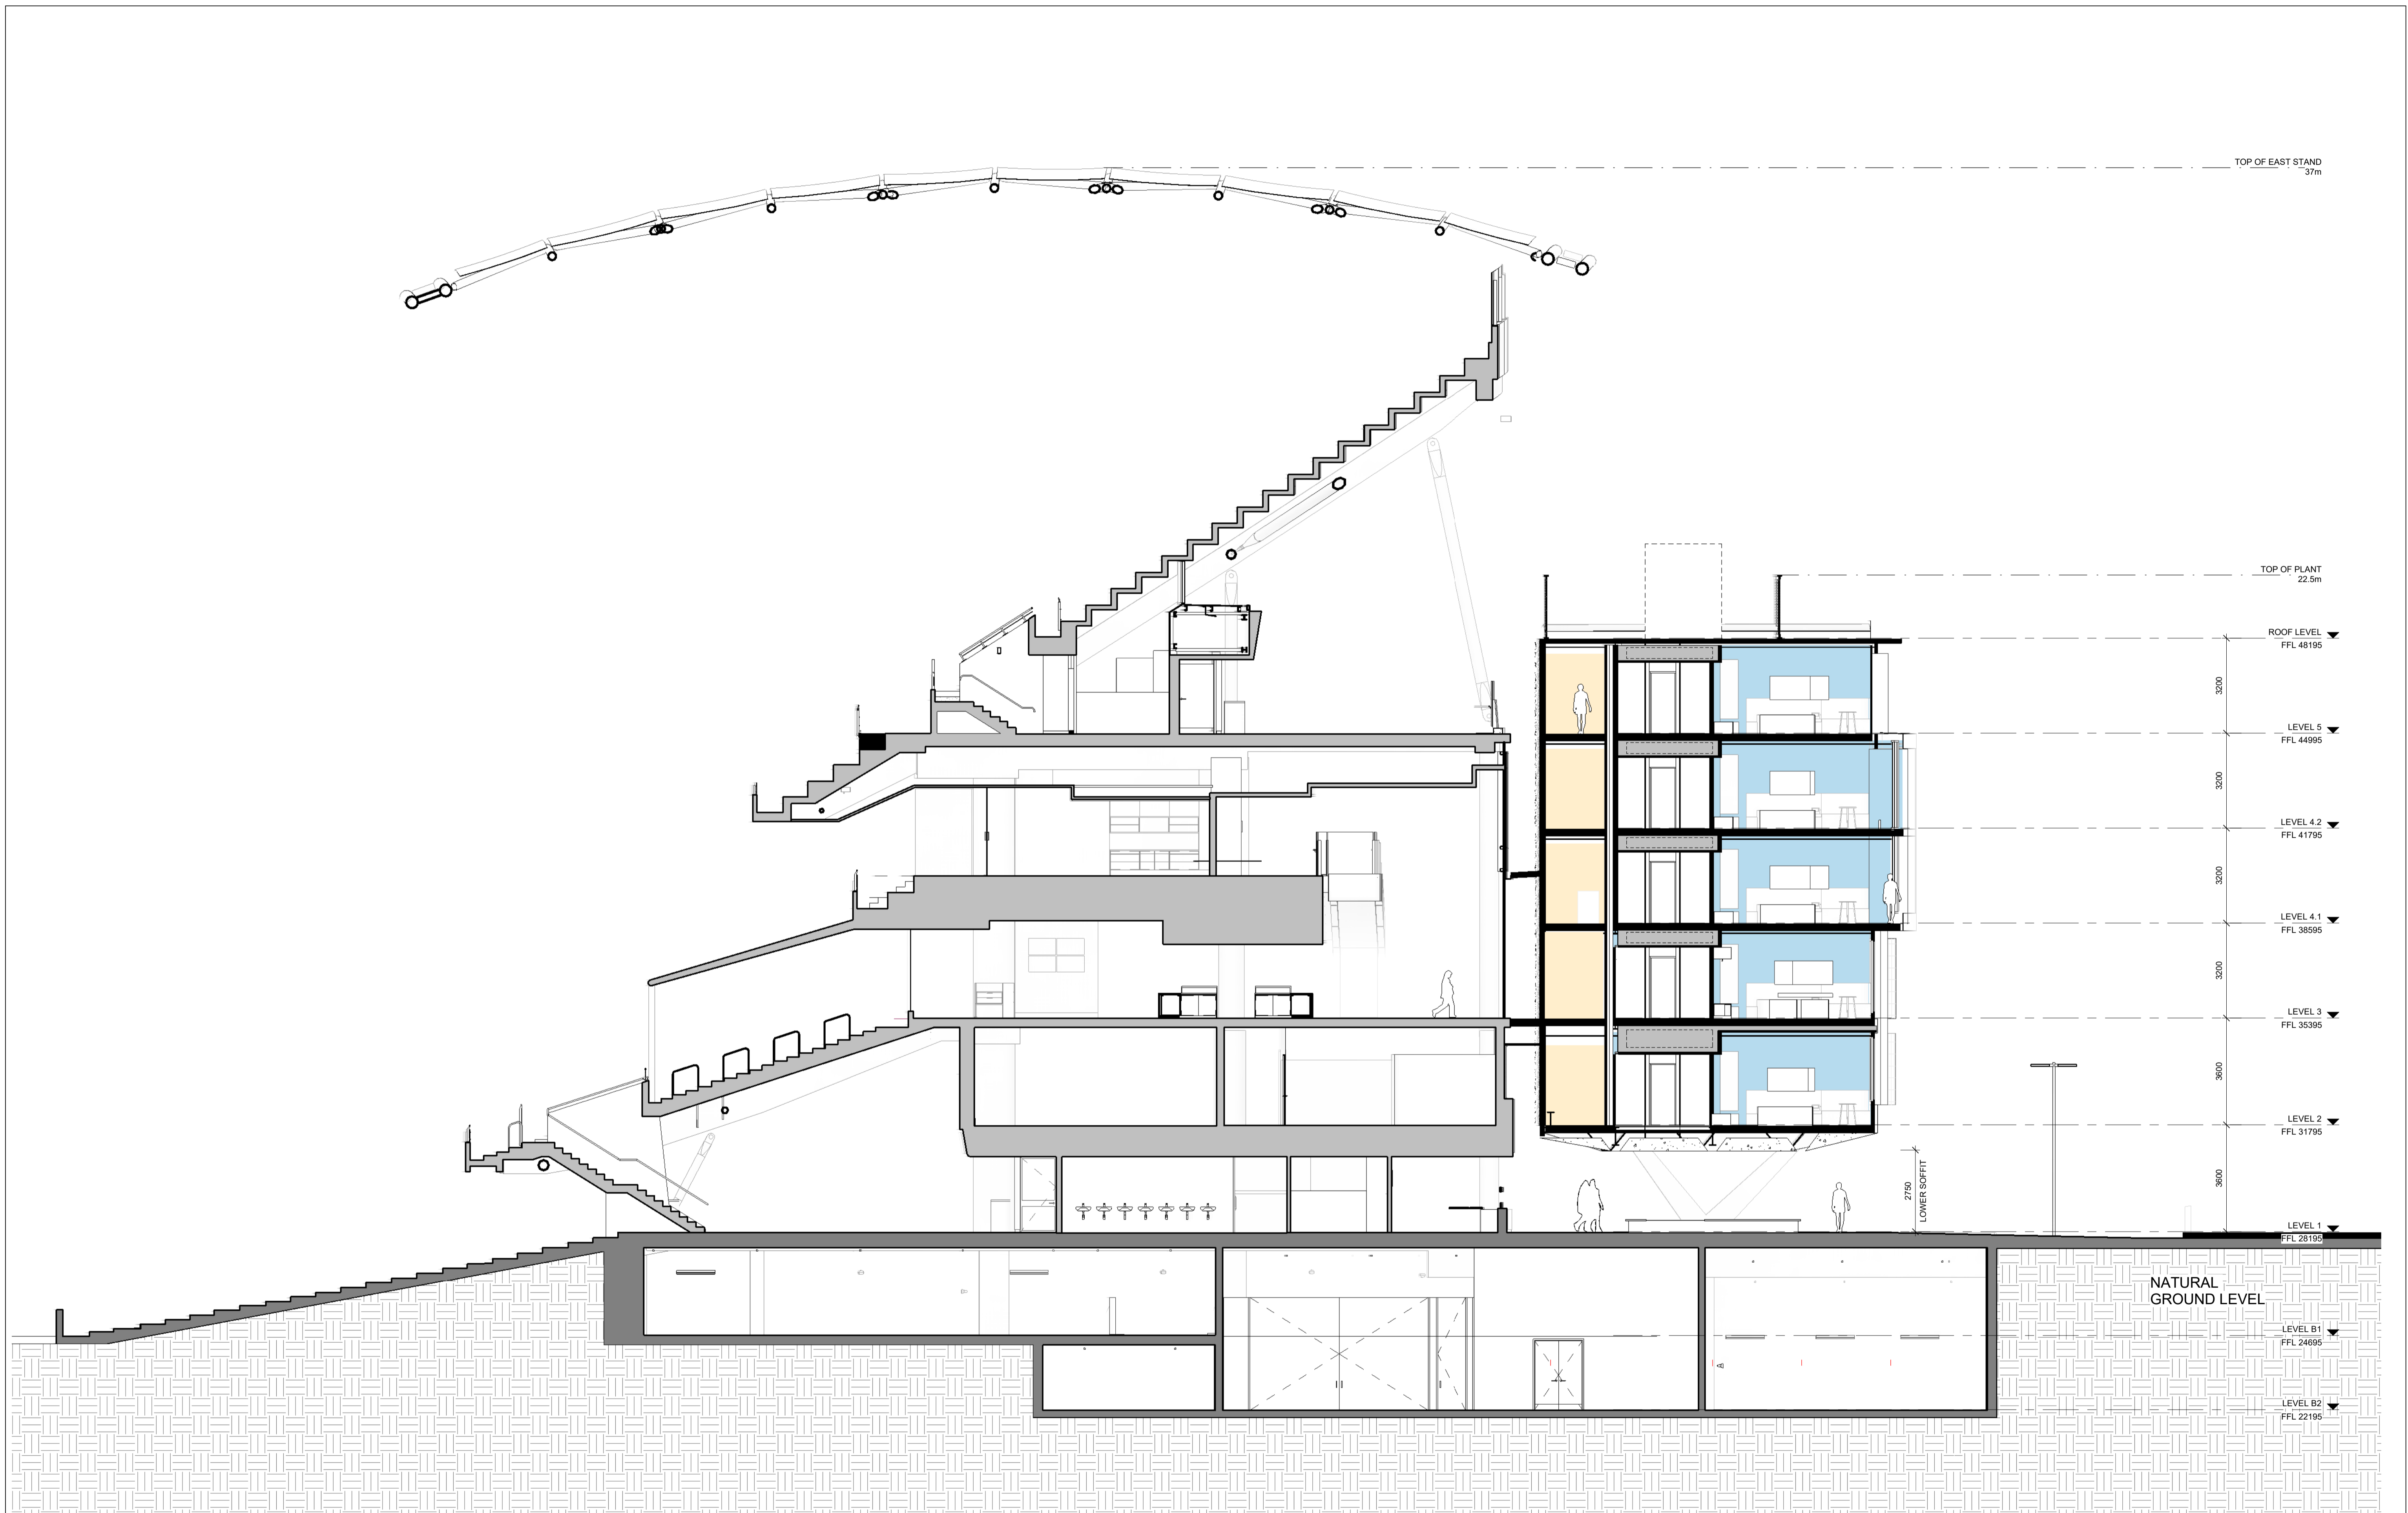 TOP OF EAST STAND
37m
TOP OF PLANT
22.5m
ROOF LEVEL
FFL 48195
3200
LEVEL 5
FFL 44995
3200
LEVEL 4.2
FFL 41795
3200
LEVEL 4.1
FFL 38595
3200
LEVEL 3
FFL 35395
3600
LEVEL 2
FFL 31795
2750
LOWER SOFFIT
3600
LEVEL 1
FFL 28195
NATURAL
GROUND LEVEL
LEVEL B1
FFL 24695
LEVEL B2
FFL 22195